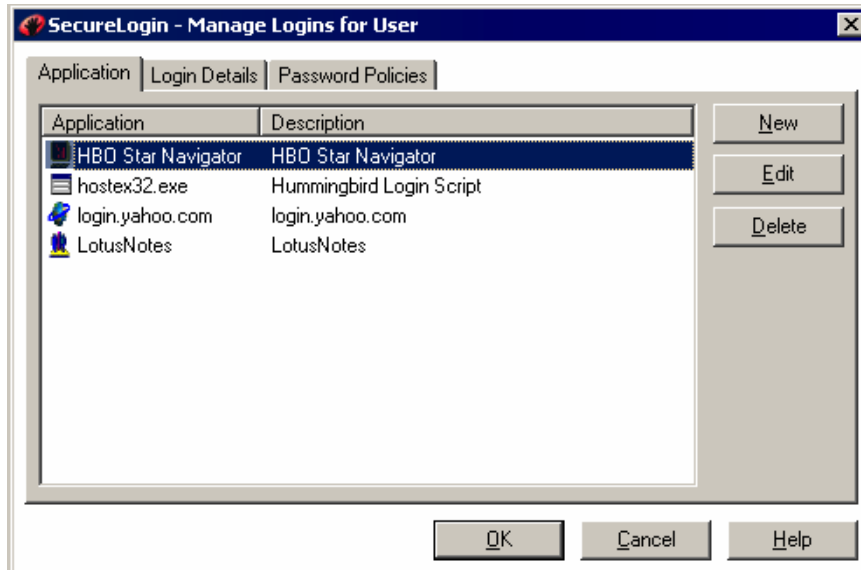 SecureLogin - Manage Logins for User
Application Login Details Password Policies
Application Description
HBO Star Navigator HBO Star Navigator
hostex32.exe Hummingbird Login Script
login.yahoo.com login.yahoo.com
LotusNotes LotusNotes
New
Edit
Delete
OK Cancel Help